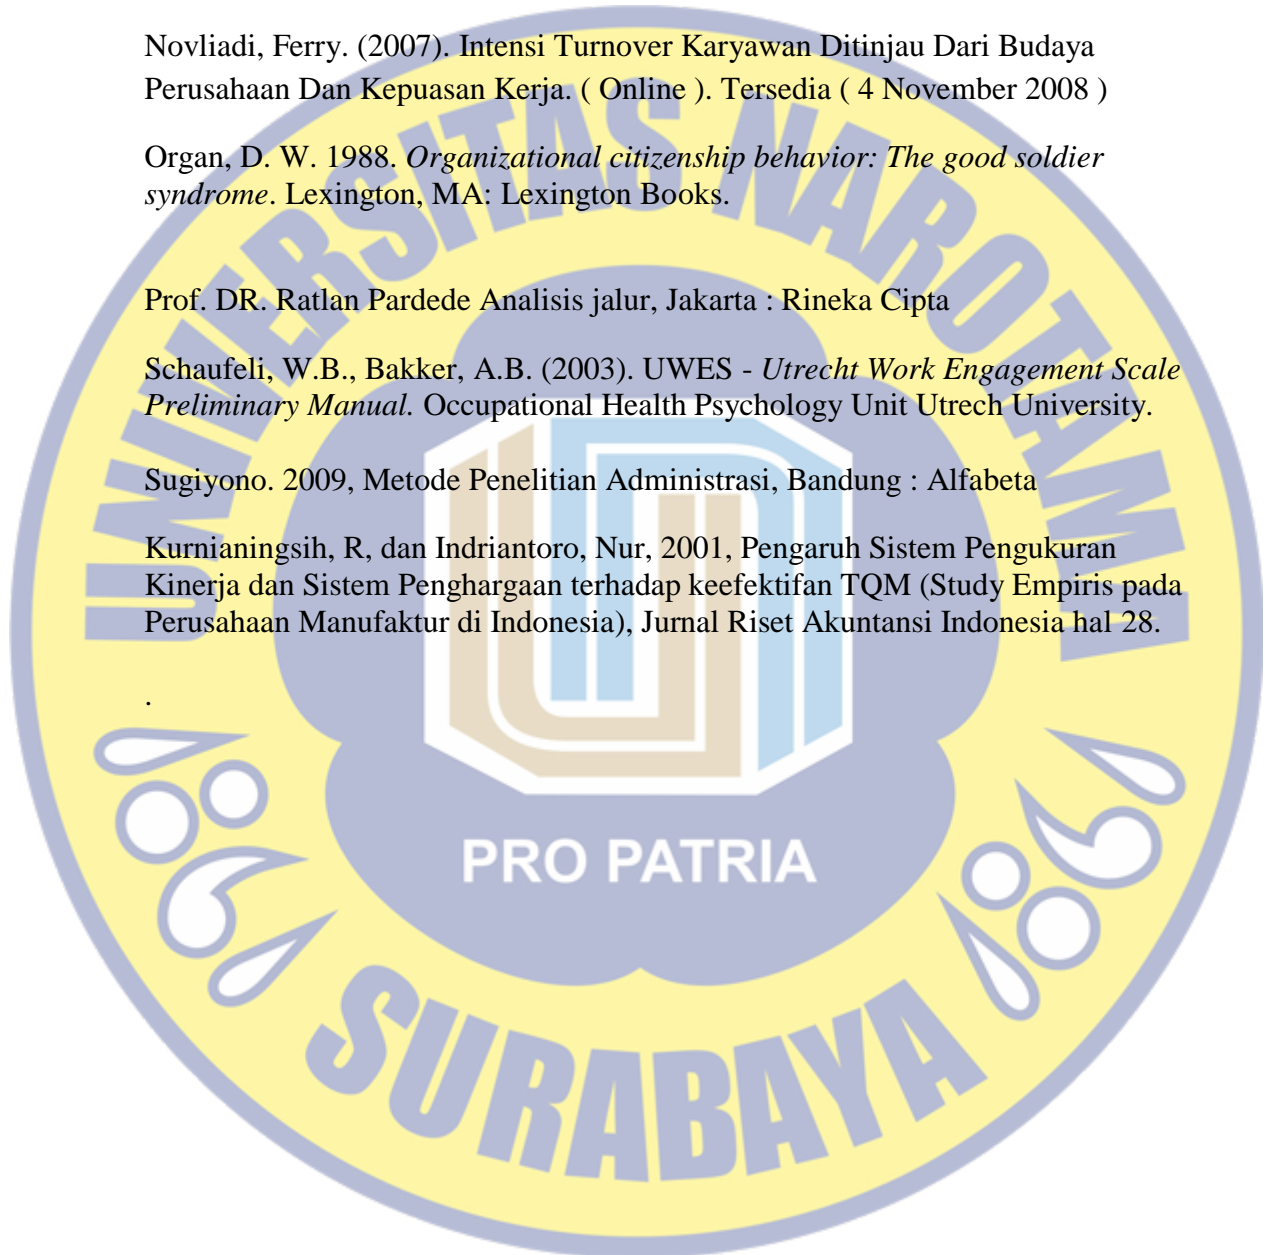 Novliadi, Ferry. (2007). Intensi Turnover Karyawan Ditinjau Dari Budaya
Perusahaan Dan Kepuasan Kerja. ( Online ). Tersedia ( 4 November 2008 )
Organ, D. W. 1988. Organizational citizenship behavior: The good soldier
syndrome. Lexington, MA: Lexington Books.
Prof. DR. Ratlan Pardede Analisis jalur, Jakarta : Rineka Cipta
Schaufeli, W.B., Bakker, A.B. (2003). UWES - Utrecht Work Engagement Scale
Preliminary Manual. Occupational Health Psychology Unit Utrech University.
Sugiyono. 2009, Metode Penelitian Administrasi, Bandung : Alfabeta
Kurnianingsih, R, dan Indriantoro, Nur, 2001, Pengaruh Sistem Pengukuran
Kinerja dan Sistem Penghargaan terhadap keefektifan TQM (Study Empiris pada
Perusahaan Manufaktur di Indonesia), Jurnal Riset Akuntansi Indonesia hal 28.
.
UNIVERSITAS NAROTAMA
PRO PATRIA
SURABAYA